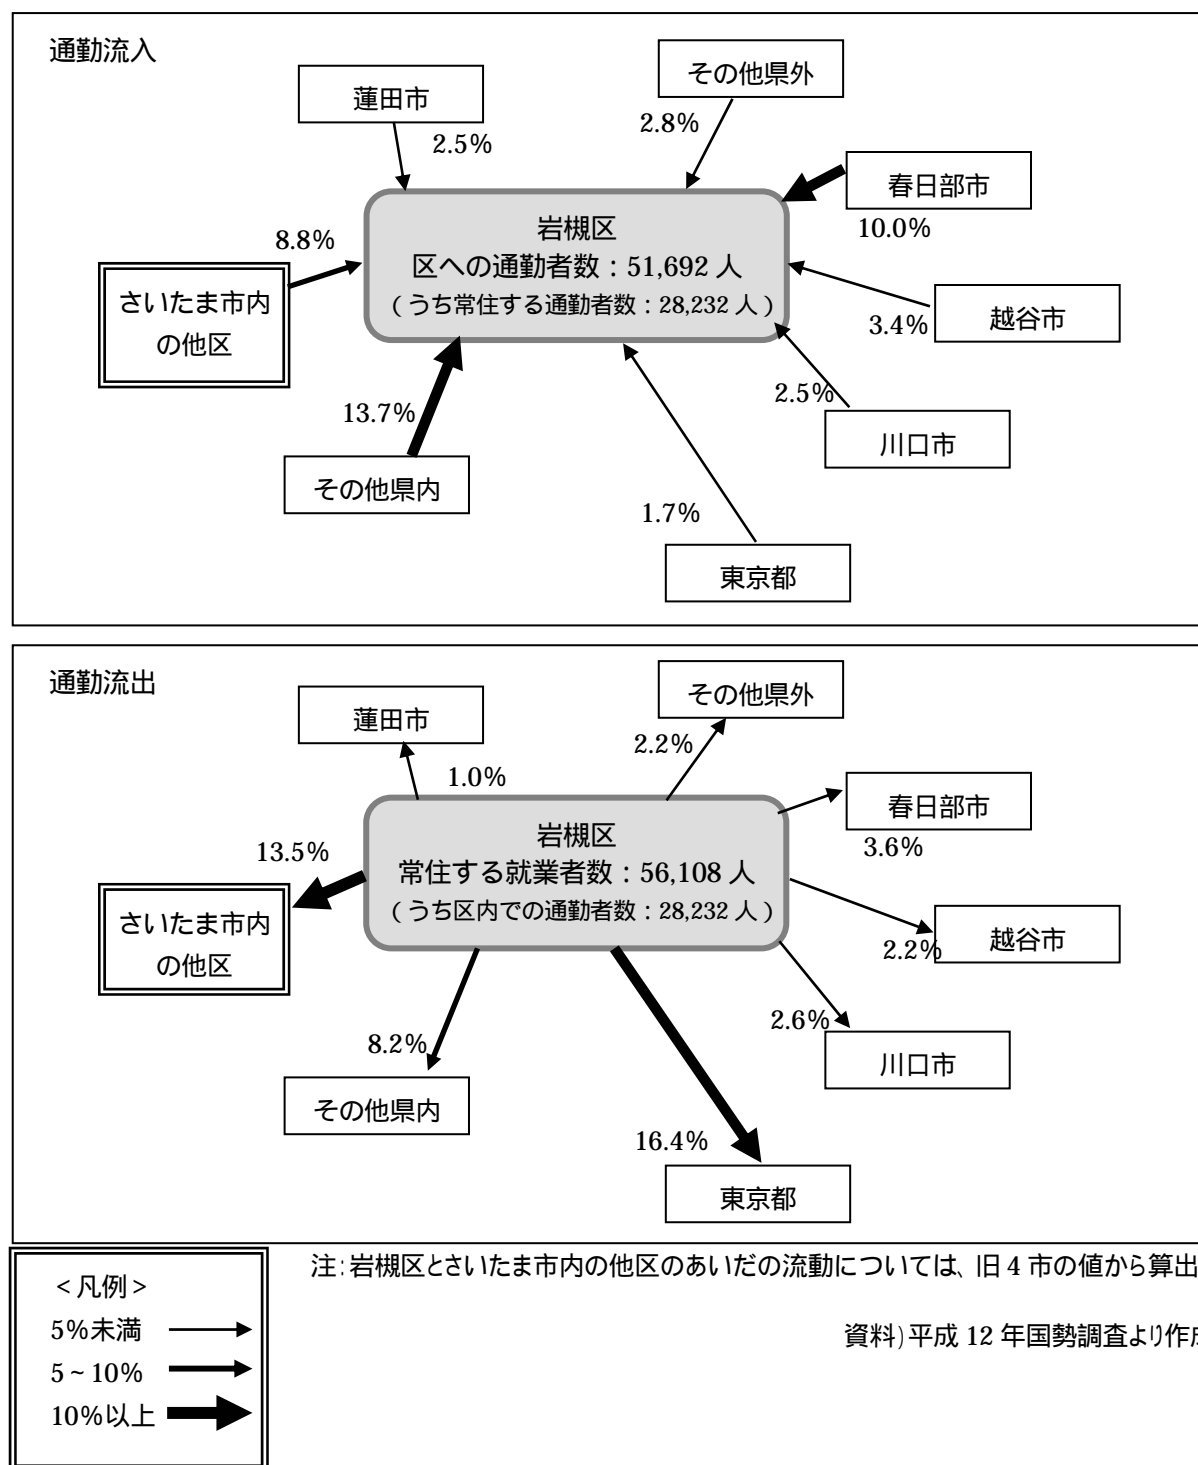 通勤流入
その他県外
蓮田市
2.8%
2.5%
春日部市
10.0%
岩槻区
8.8%
区への通勤者数：51,692 人
（うち常住する通勤者数：28,232 人）
さいたま市内
の他区
越谷市
3.4%
2.5%
13.7%
川口市
その他県内
1.7%
東京都
通勤流出
その他県外
蓮田市
2.2%
1.0%
春日部市
3.6%
岩槻区
13.5%
常住する就業者数：56,108 人
（うち区内での通勤者数：28,232 人）
さいたま市内
の他区
越谷市
2.2%
2.6%
8.2%
川口市
その他県内
16.4%
東京都
注：岩槻区とさいたま市内の他区のあいだの流動については、旧 4 市の値から算出
＜凡例＞
5%未満
資料）平成 12 年国勢調査より作成
5～10%
10%以上